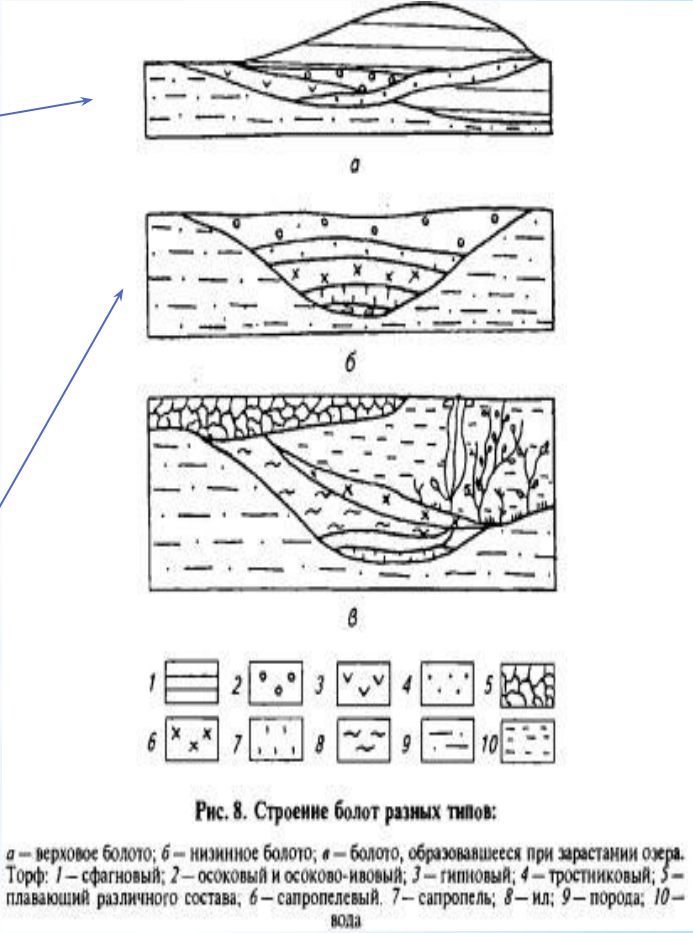 а
б
в
1 2 3 4 5
6 7 8 9 10
Рис. 8. Строение болот разных типов:
а — верховое болото; б — низинное болото; в — болото, образовавшееся при зарастании озера.
Торф: 1 — сфагновый; 2 — осоковый и осоково-ивовый; 3 — гипновый; 4 — тростниковый; 5 —
плавающий различного состава; 6 — сапропелевый. 7 — сапропель; 8 — ил; 9 — порода; 10 —
вода